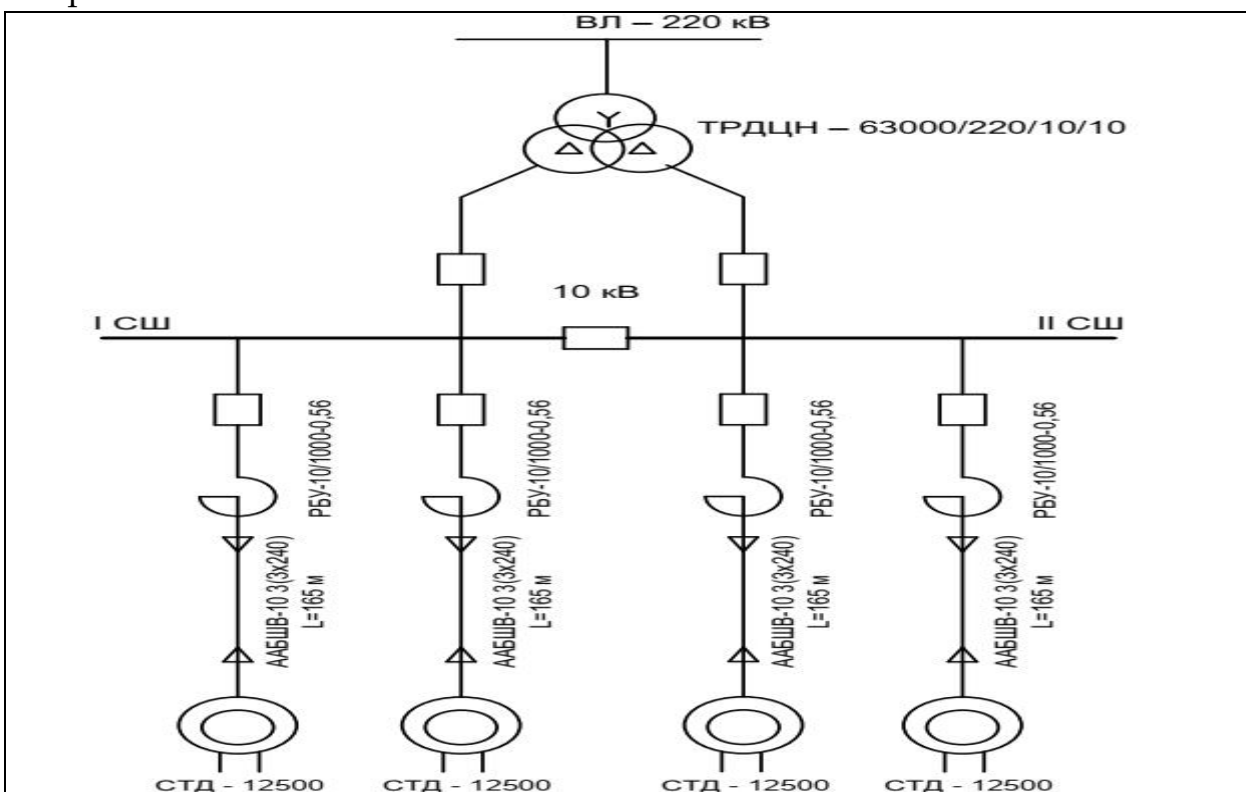 ВЛ – 220 кВ
ТРДЦН – 63000/220/10/10
10 кВ
I СШ
II СШ
РБУ-10/1000-0,56
РБУ-10/1000-0,56
РБУ-10/1000-0,56
РБУ-10/1000-0,56
ААБШВ-10 3(3х240)
L=165 м
ААБШВ-10 3(3х240)
L=165 м
ААБШВ-10 3(3х240)
L=165 м
ААБШВ-10 3(3х240)
L=165 м
СТД - 12500
СТД - 12500
СТД - 12500
СТД - 12500